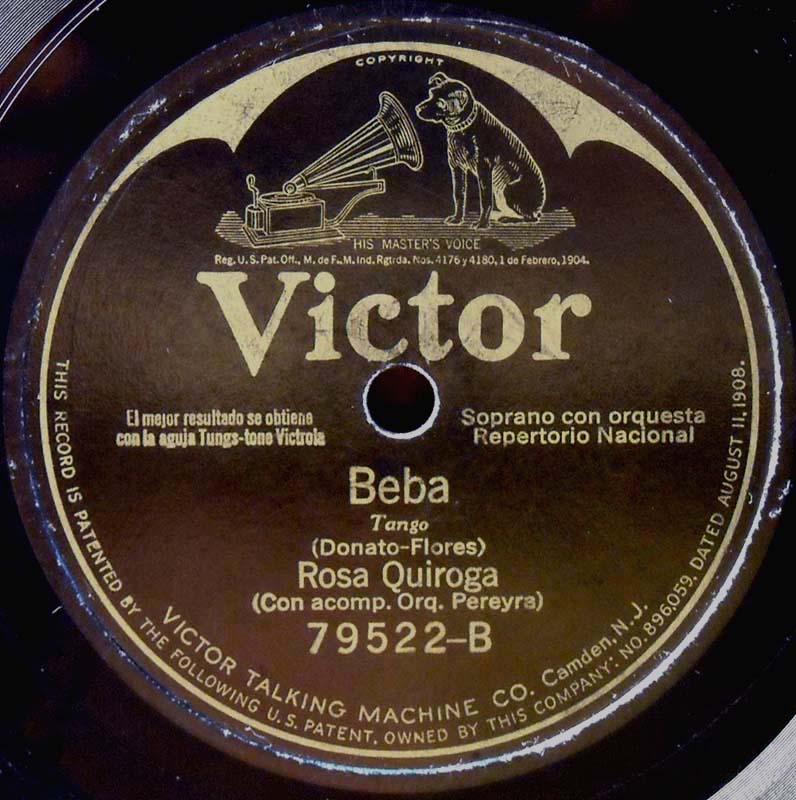 COPYRIGHT
HIS MASTER'S VOICE
Reg. U.S. Pat. Off., M. de F., M. Ind. Rgtrda. Nos. 4176 y 4180, 1 de Febrero, 1904.
Victor
El mejor resultado se obtiene
con la aguja Tungs-tone Victrola
Soprano con orquesta
Repertorio Nacional
Beba
Tango
(Donato-Flores)
Rosa Quiroga
(Con acomp. Orq. Pereyra)
79522-B
VICTOR TALKING MACHINE CO. Camden, N.J.
THIS RECORD IS PATENTED BY THE FOLLOWING U.S. PATENT, OWNED BY THIS COMPANY: NO. 896,059, DATED AUGUST 11, 1908.